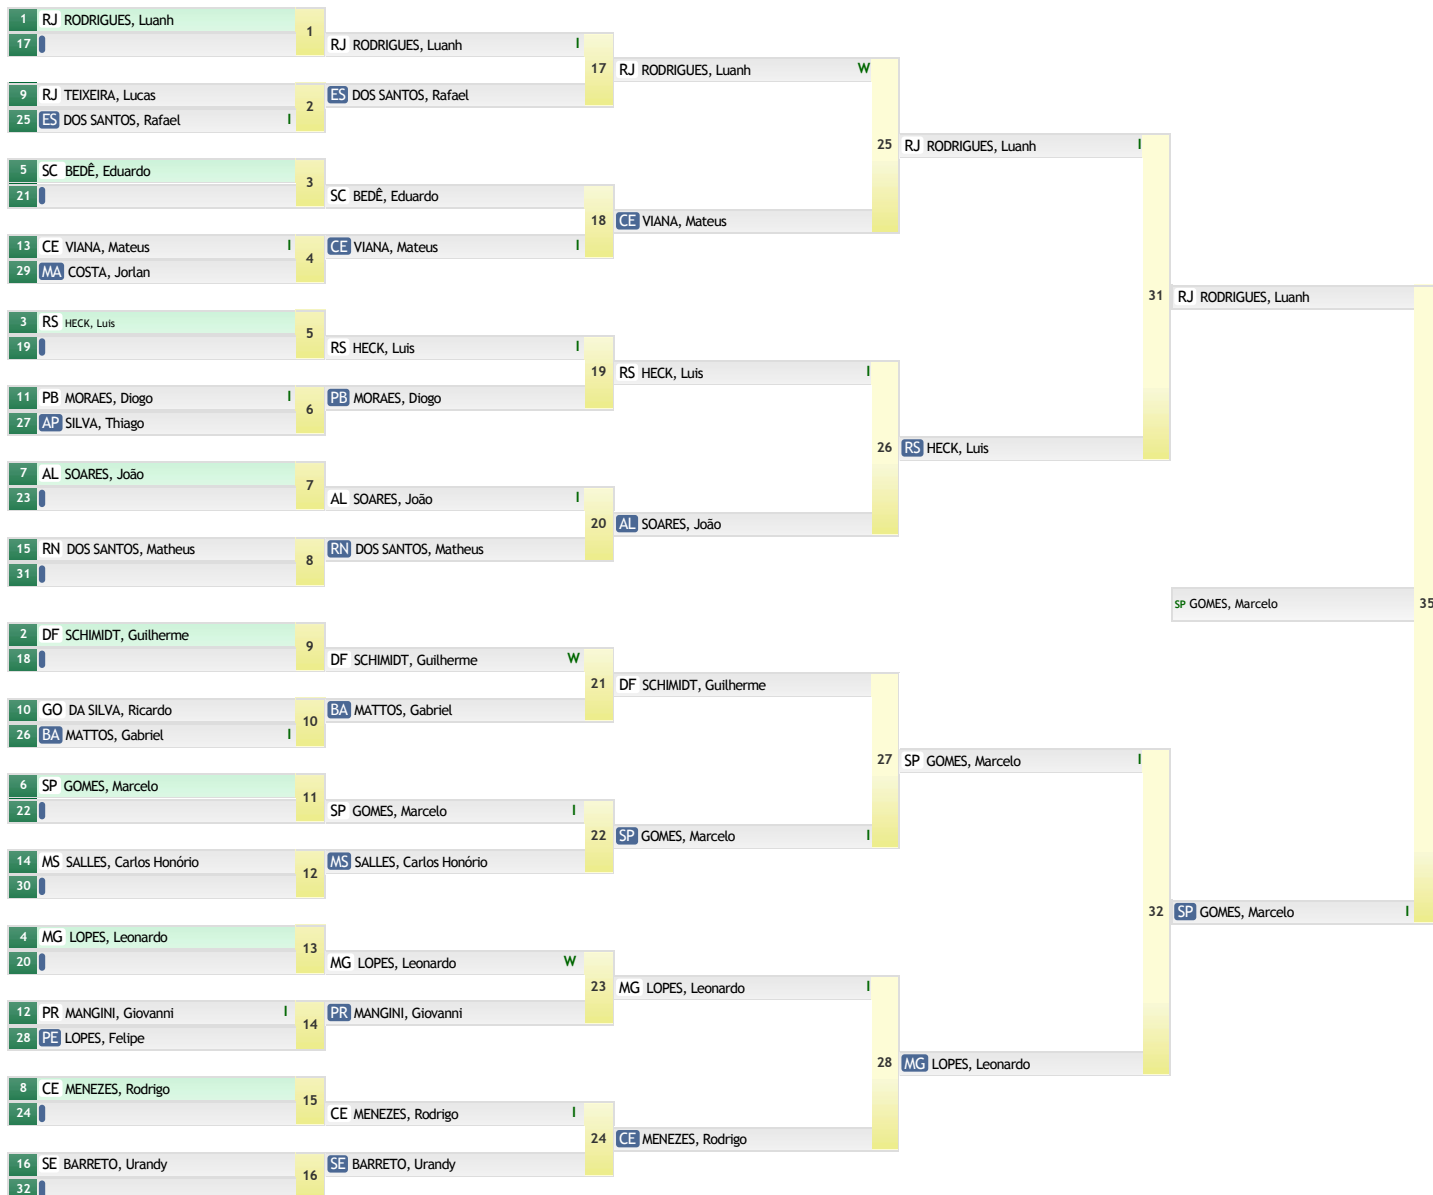 1 RJ RODRIGUES, Luanh
17
1
RJ RODRIGUES, Luanh I
9 RJ TEIXEIRA, Lucas
25 ES DOS SANTOS, Rafael I
2
ES DOS SANTOS, Rafael
17
RJ RODRIGUES, Luanh W
5 SC BEDÊ, Eduardo
21
3
SC BEDÊ, Eduardo
13 CE VIANA, Mateus I
29 MA COSTA, Jorlan
4
CE VIANA, Mateus I
18
CE VIANA, Mateus
25
RJ RODRIGUES, Luanh I
3 RS HECK, Luis
19
5
RS HECK, Luis I
11 PB MORAES, Diogo I
27 AP SILVA, Thiago
6
PB MORAES, Diogo
19
RS HECK, Luis I
7 AL SOARES, João
23
7
AL SOARES, João I
15 RN DOS SANTOS, Matheus
31
8
RN DOS SANTOS, Matheus
20
AL SOARES, João
26
RS HECK, Luis
31
RJ RODRIGUES, Luanh
SP GOMES, Marcelo
35
2 DF SCHIMIDT, Guilherme
18
9
DF SCHIMIDT, Guilherme W
10 GO DA SILVA, Ricardo
26 BA MATTOS, Gabriel I
10
BA MATTOS, Gabriel
21
DF SCHIMIDT, Guilherme
6 SP GOMES, Marcelo
22
11
SP GOMES, Marcelo I
14 MS SALLES, Carlos Honório
30
12
MS SALLES, Carlos Honório
22
SP GOMES, Marcelo I
27
SP GOMES, Marcelo I
4 MG LOPES, Leonardo
20
13
MG LOPES, Leonardo W
12 PR MANGINI, Giovanni I
28 PE LOPES, Felipe
14
PR MANGINI, Giovanni
23
MG LOPES, Leonardo I
8 CE MENEZES, Rodrigo
24
15
CE MENEZES, Rodrigo I
16 SE BARRETO, Urandy
32
16
SE BARRETO, Urandy
24
CE MENEZES, Rodrigo
28
MG LOPES, Leonardo
32
SP GOMES, Marcelo I